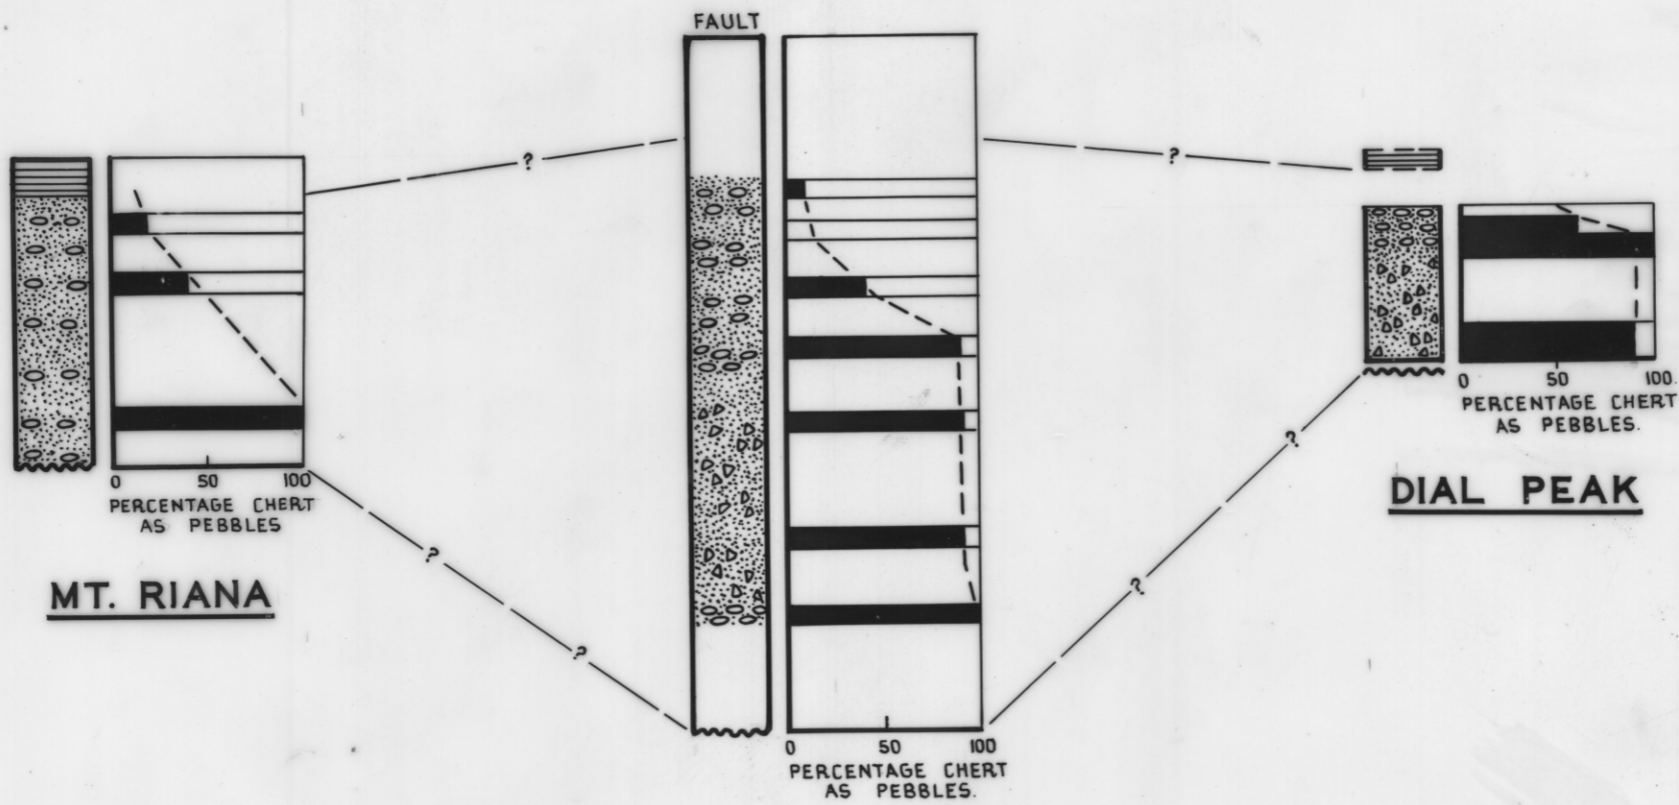 FAULT
?
?
0 50 100
PERCENTAGE CHERT
AS PEBBLES
MT. RIANA
?
?
0 50 100
PERCENTAGE CHERT
AS PEBBLES.
?
?
0 50 100.
PERCENTAGE CHERT
AS PEBBLES.
DIAL PEAK